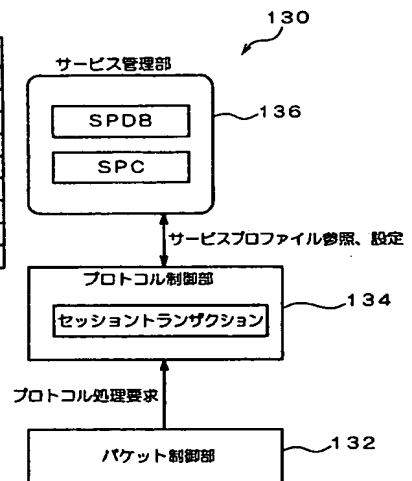 130
サービス管理部
SPDB
136
SPC
サービスプロファイル参照、設定
プロトコル制御部
134
セッショントランザクション
プロトコル処理要求
132
パケット制御部